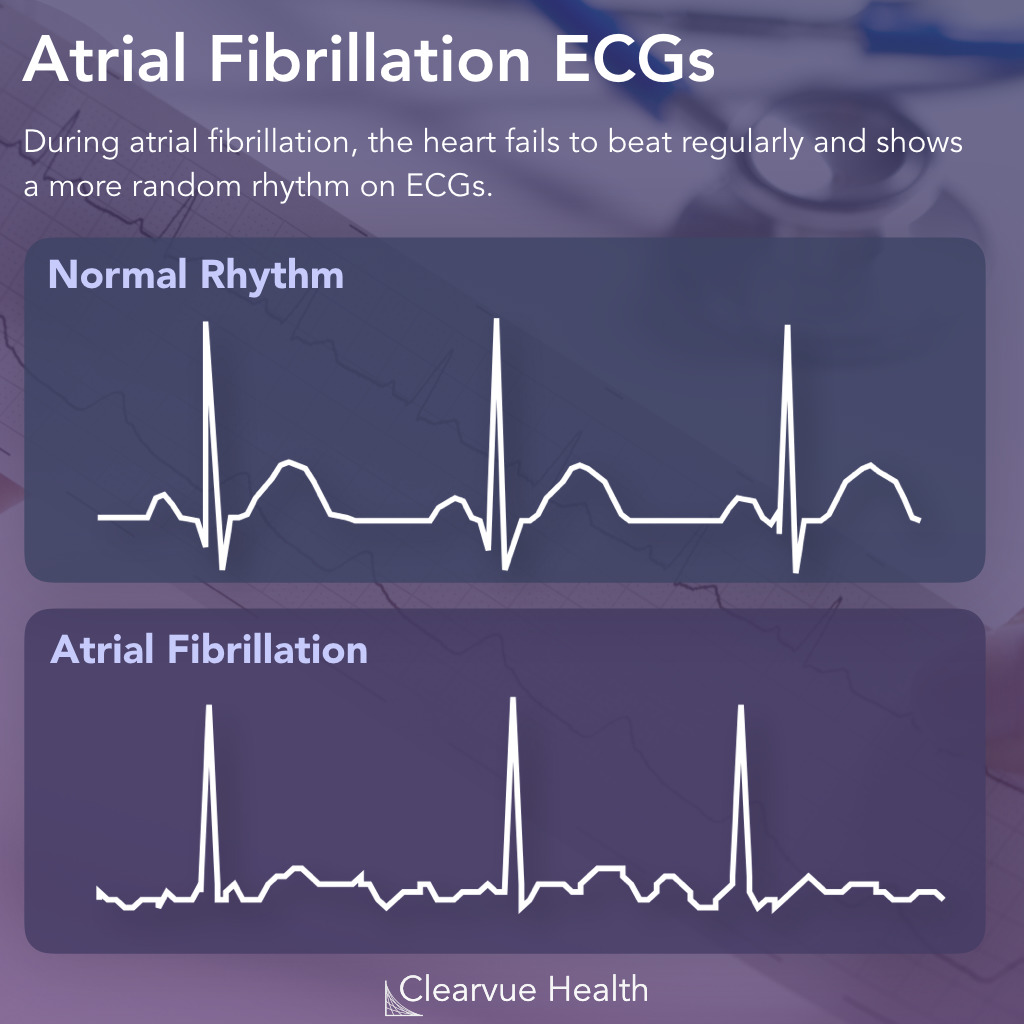 Atrial Fibrillation ECGs
During atrial fibrillation, the heart fails to beat regularly and shows
a more random rhythm on ECGs.
Normal Rhythm
Atrial Fibrillation
Clearvue Health